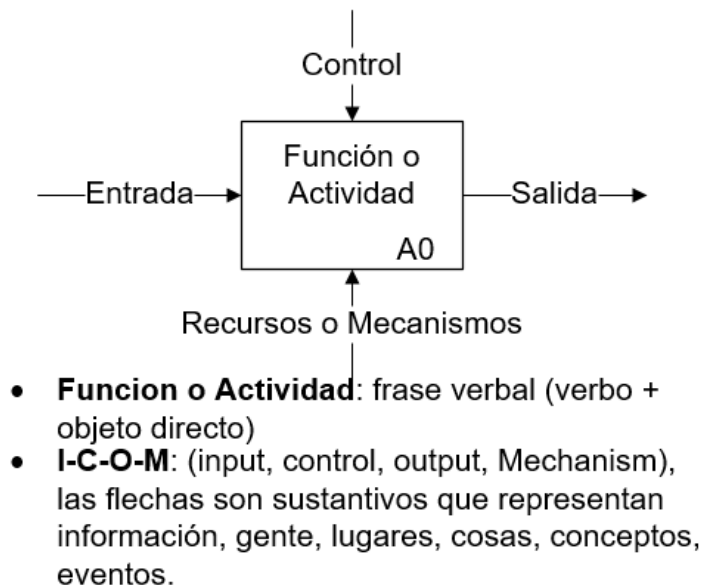 Control
Función o
Actividad
Entrada
Salida
A0
Recursos o Mecanismos
• Funcion o Actividad: frase verbal (verbo +
objeto directo)
• I-C-O-M: (input, control, output, Mechanism),
las flechas son sustantivos que representan
información, gente, lugares, cosas, conceptos,
eventos.